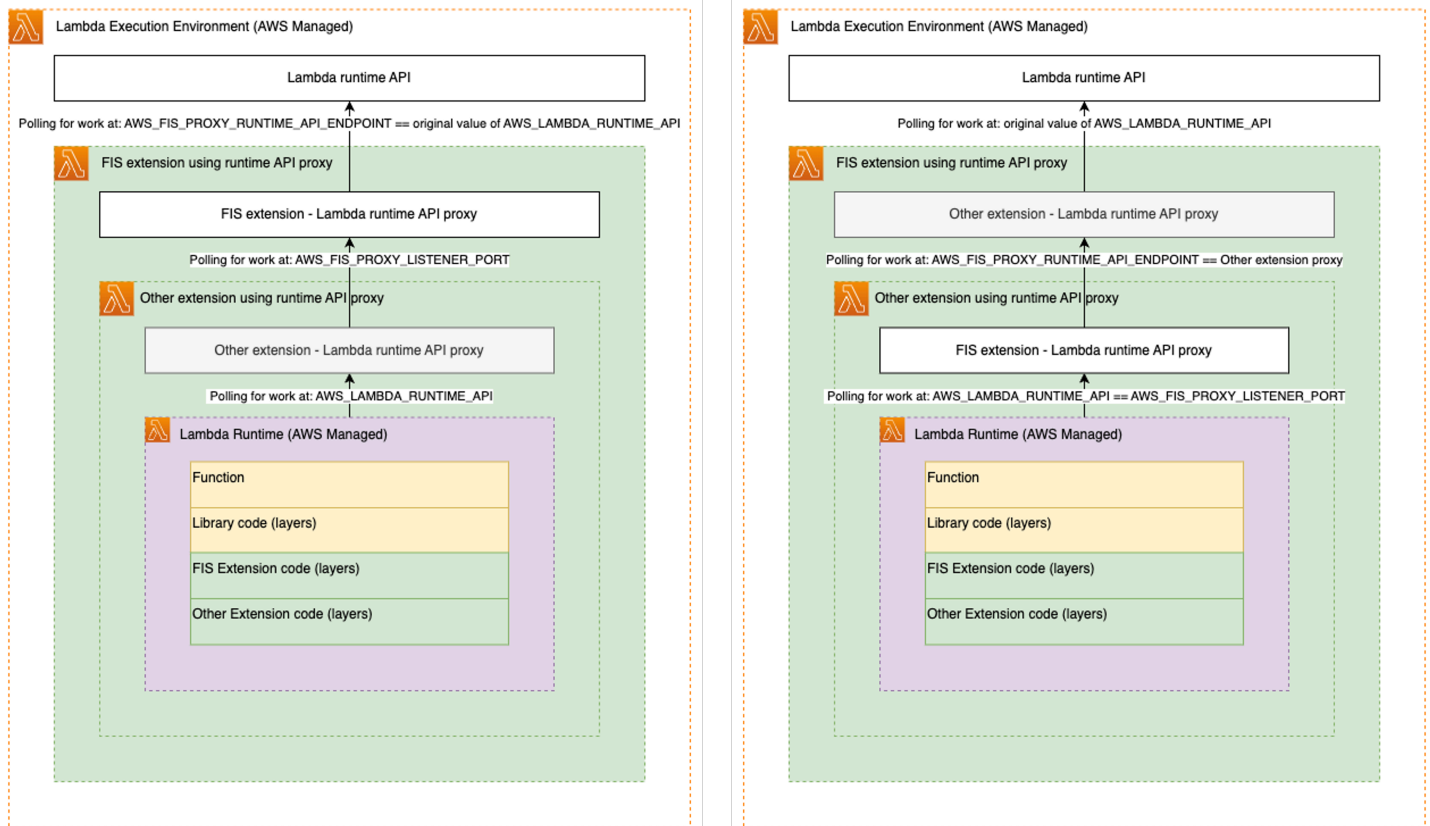 Lambda Execution Environment (AWS Managed)
Lambda runtime API
Polling for work at: AWS_FIS_PROXY_RUNTIME_API_ENDPOINT == original value of AWS_LAMBDA_RUNTIME_API
FIS extension using runtime API proxy
FIS extension - Lambda runtime API proxy
Polling for work at: AWS_FIS_PROXY_LISTENER_PORT
Other extension using runtime API proxy
Other extension - Lambda runtime API proxy
Polling for work at: AWS_LAMBDA_RUNTIME_API
Lambda Runtime (AWS Managed)
Function
Library code (layers)
FIS Extension code (layers)
Other Extension code (layers)
Lambda Execution Environment (AWS Managed)
Lambda runtime API
Polling for work at: original value of AWS_LAMBDA_RUNTIME_API
FIS extension using runtime API proxy
Other extension - Lambda runtime API proxy
Polling for work at: AWS_FIS_PROXY_RUNTIME_API_ENDPOINT == Other extension proxy
Other extension using runtime API proxy
FIS extension - Lambda runtime API proxy
Polling for work at: AWS_LAMBDA_RUNTIME_API == AWS_FIS_PROXY_LISTENER_PORT
Lambda Runtime (AWS Managed)
Function
Library code (layers)
FIS Extension code (layers)
Other Extension code (layers)